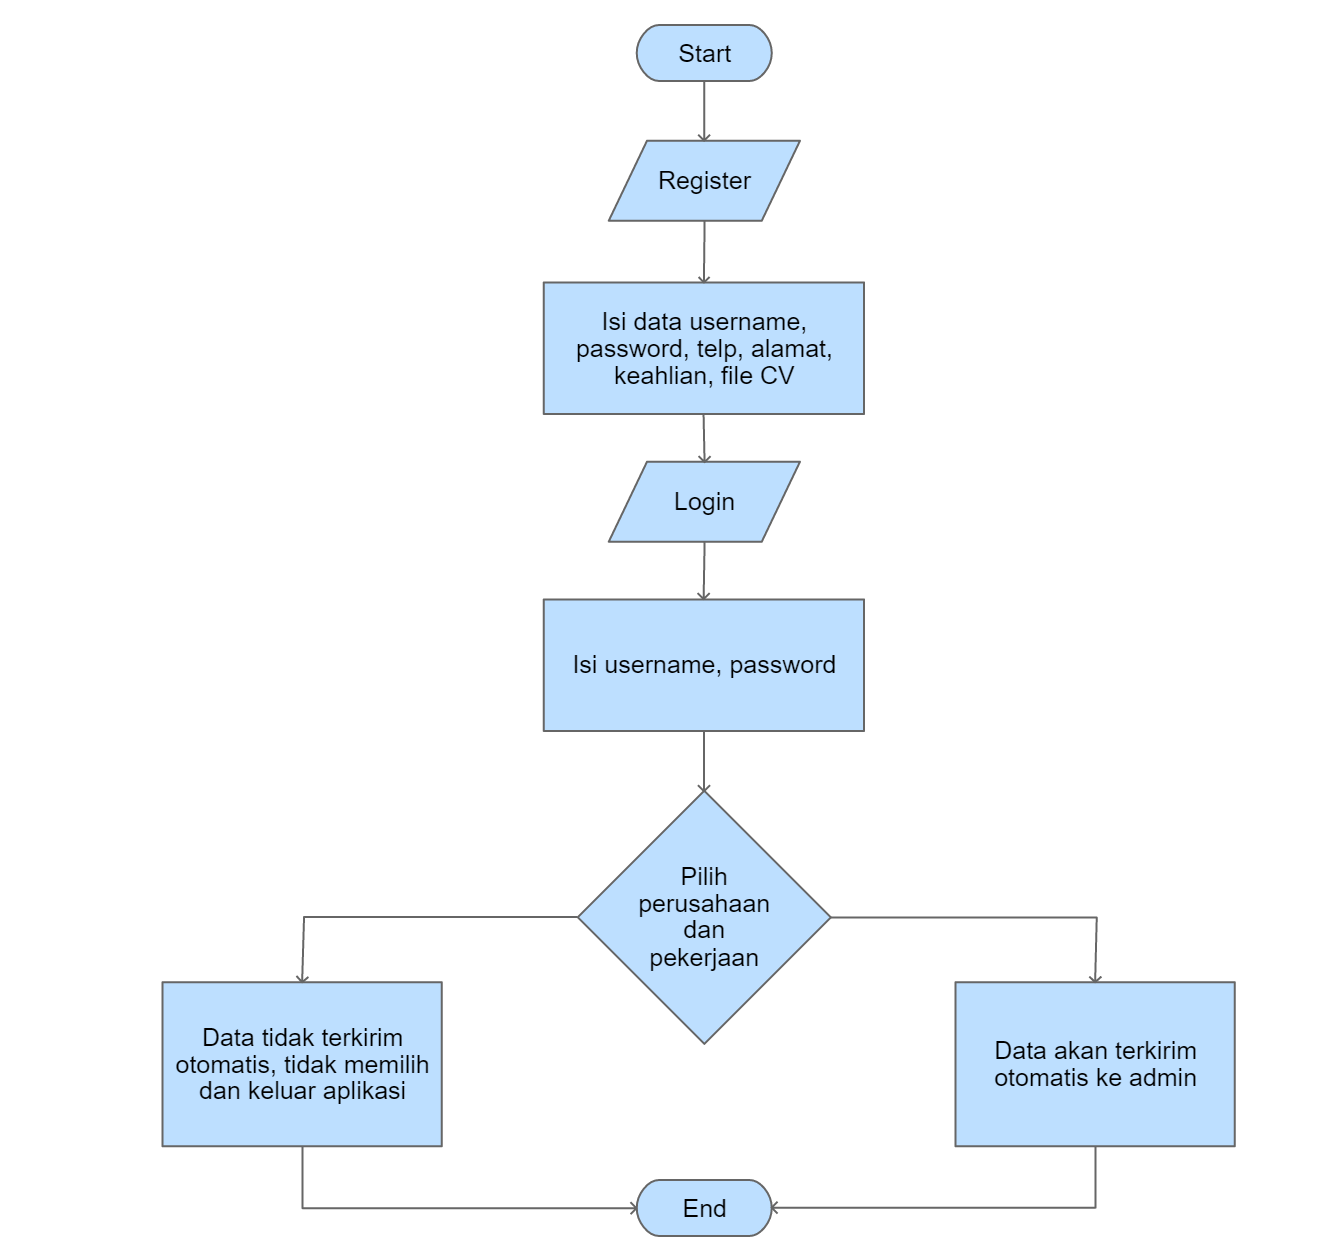 Start
Register
Isi data username,
password, telp, alamat,
keahlian, file CV
Login
Isi username, password
Pilih
perusahaan
dan
pekerjaan
Data tidak terkirim
otomatis, tidak memilih
dan keluar aplikasi
Data akan terkirim
otomatis ke admin
End